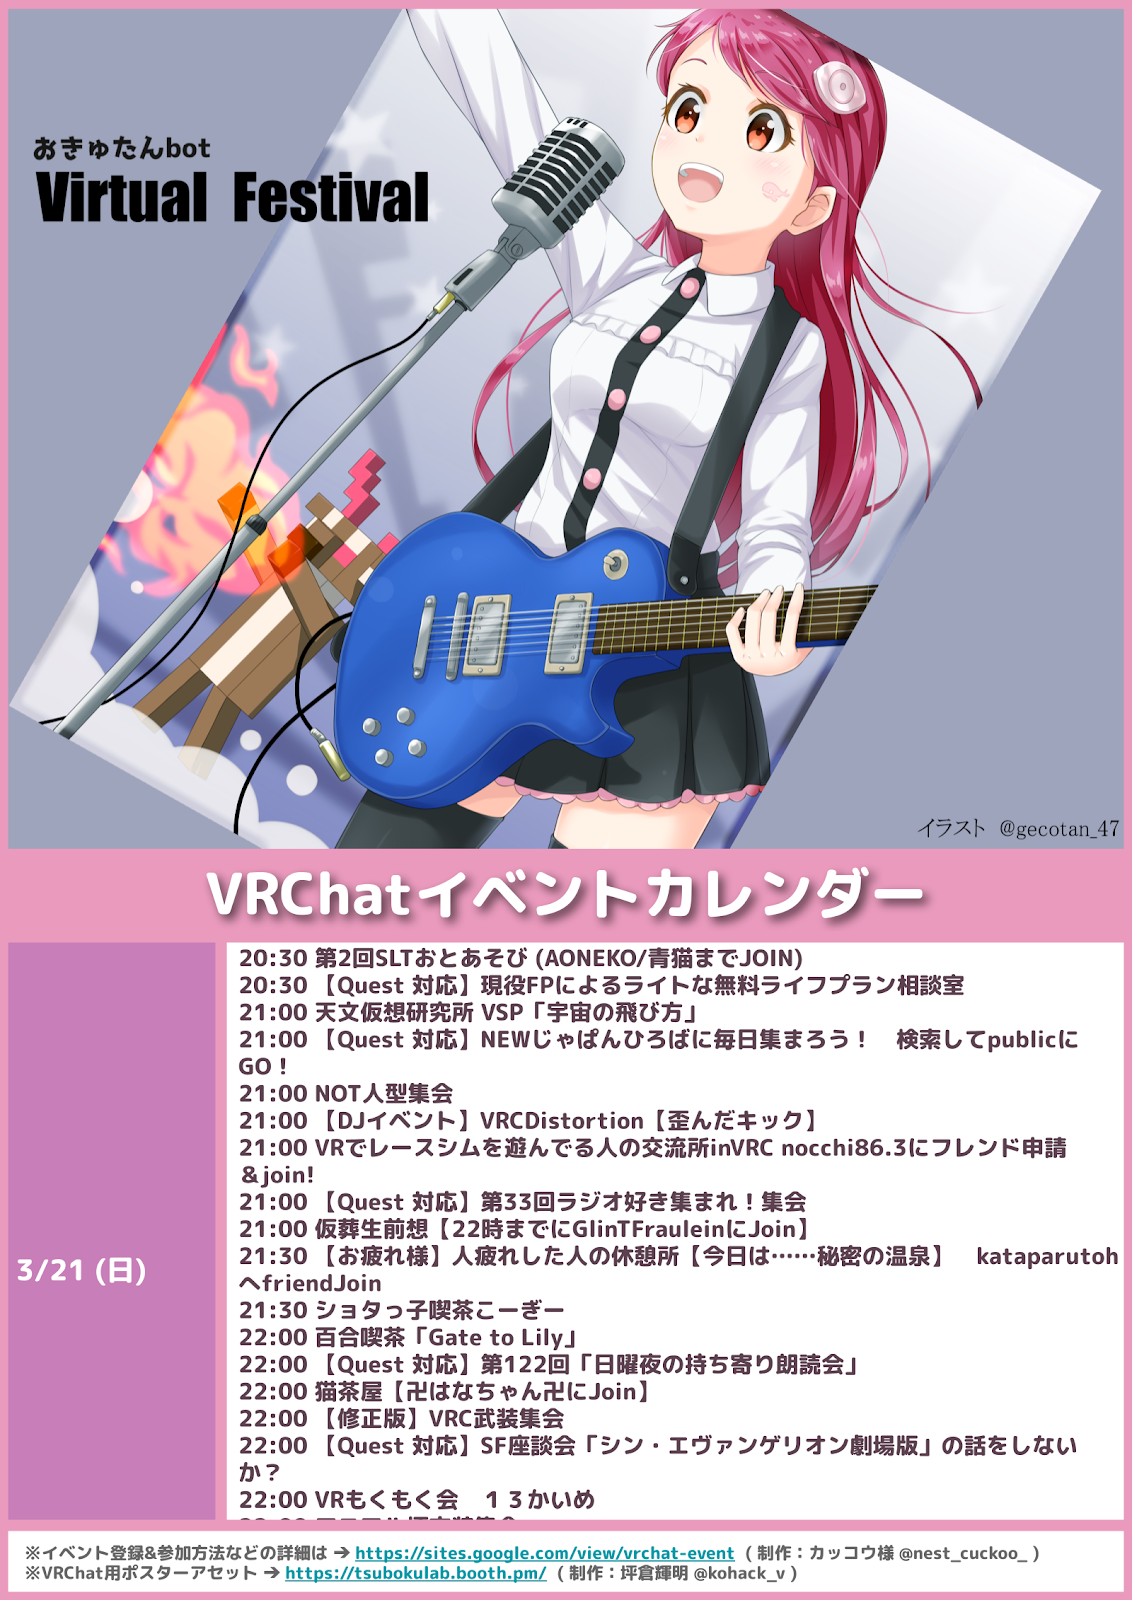 おきゅたんbot
Virtual Festival
イラスト @gecotan_47
VRChatイベントカレンダー
3/21 (日)
20:30 第2回SLTおとあそび (AONEKO/青猫までJOIN)
20:30 【Quest 対応】現役FPによるライトな無料ライフプラン相談室
21:00 天文仮想研究所 VSP「宇宙の飛び方」
21:00 【Quest 対応】NEWじゃぱんひろばに毎日集まろう！　検索してpublicに
GO！
21:00 NOT人型集会
21:00 【DJイベント】VRCDistortion【歪んだキック】
21:00 VRでレースシムを遊んでる人の交流所inVRC nocchi86.3にフレンド申請
＆join!
21:00 【Quest 対応】第33回ラジオ好き集まれ！集会
21:00 仮葬生前想【22時までにGlinTFrauleinにJoin】
21:30 【お疲れ様】人疲れした人の休憩所【今日は……秘密の温泉】　kataparutoh
へfriendJoin
21:30 ショタっ子喫茶こーぎー
22:00 百合喫茶「Gate to Lily」
22:00 【Quest 対応】第122回「日曜夜の持ち寄り朗読会」
22:00 猫茶屋【卍はなちゃん卍にJoin】
22:00 【修正版】VRC武装集会
22:00 【Quest 対応】SF座談会「シン・エヴァンゲリオン劇場版」の話をしない
か？
22:00 VRもくもく会　１３かいめ
※イベント登録&参加方法などの詳細は ➔ https://sites.google.com/view/vrchat-event ( 制作：カッコウ様 @nest_cuckoo_ )
※VRChat用ポスターアセット ➔ https://tsubokulab.booth.pm/ ( 制作：坪倉輝明 @kohack_v )